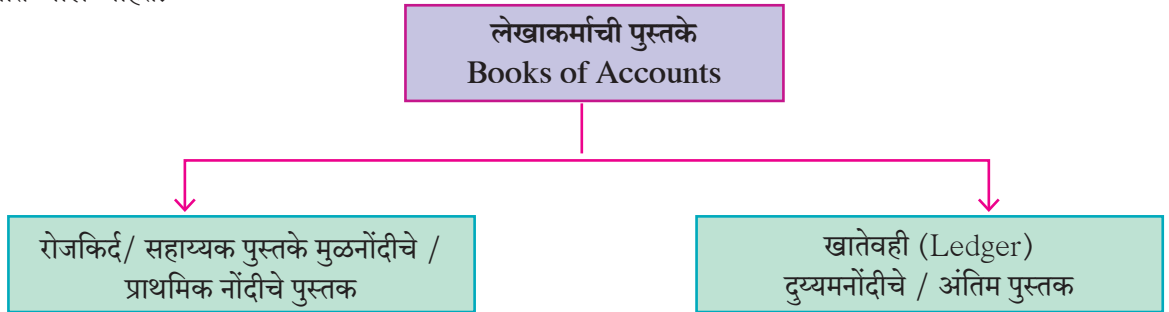 लेखाकर्माची पुस्तके
Books of Accounts
रोजकिर्द/ सहाय्यक पुस्तके मुळनोंदीचे /
प्राथमिक नोंदीचे पुस्तक
खातेवही (Ledger)
दुय्यमनोंदीचे / अंतिम पुस्तक